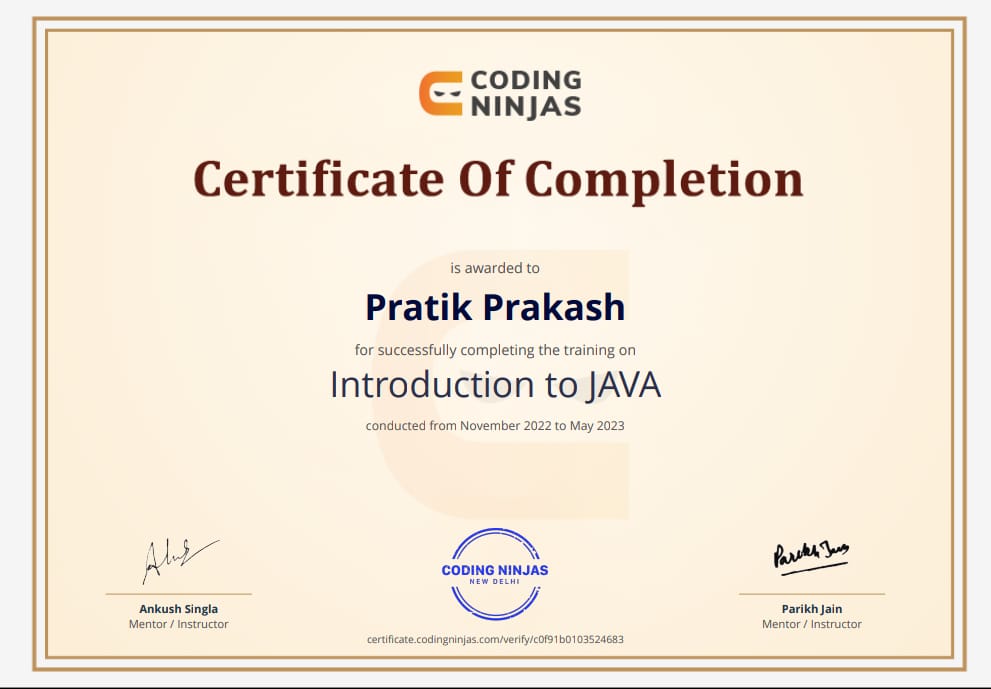 CODING
NINJAS
Certificate Of Completion
is awarded to
Pratik Prakash
for successfully completing the training on
Introduction to JAVA
conducted from November 2022 to May 2023
CODING NINJAS
NEW DELHI
Parikh Jain
Ankush Singla
Mentor / Instructor
Parikh Jain
Mentor / Instructor
certificate.codingninjas.com/verify/c0f91b0103524683